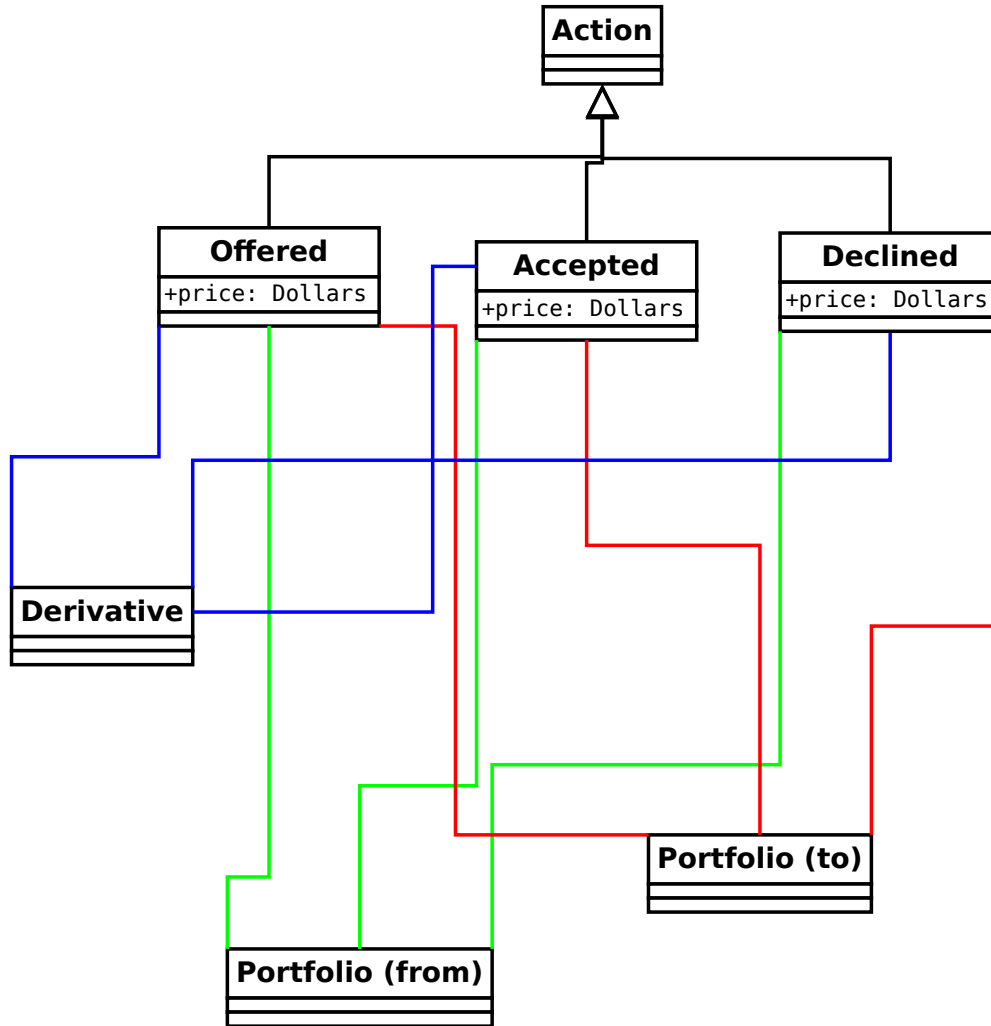 Action
Offered
+price: Dollars
Accepted
+price: Dollars
Declined
+price: Dollars
Derivative
Portfolio (to)
Portfolio (from)